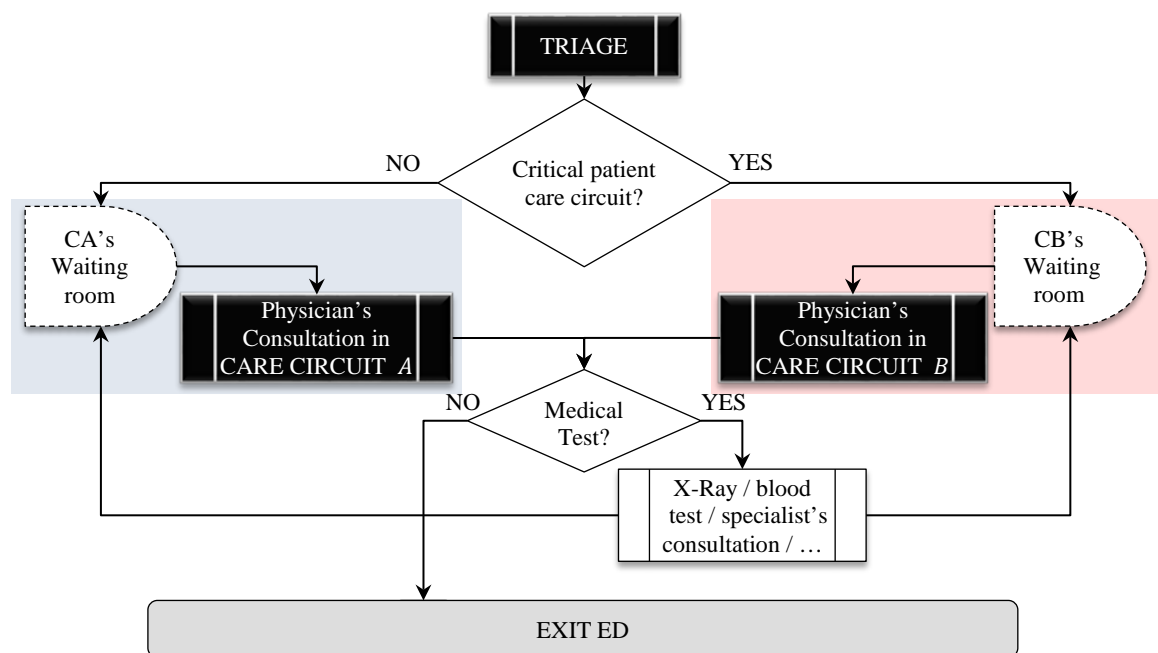 TRIAGE
NO
YES
Critical patient
care circuit?
CA’s
Waiting
room
CB’s
Waiting
room
Physician’s
Consultation in
CARE CIRCUIT A
Physician’s
Consultation in
CARE CIRCUIT B
NO
YES
Medical
Test?
X-Ray / blood
test / specialist’s
consultation / …
EXIT ED